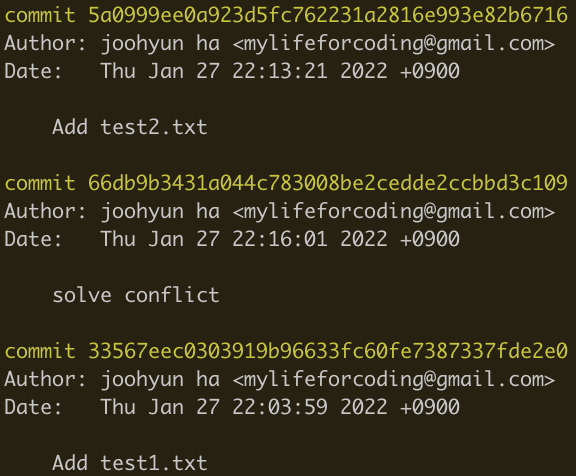 commit 5a0999ee0a923d5fc762231a2816e993e82b6716
Author: joohyun ha <mylifeforcoding@gmail.com>
Date:   Thu Jan 27 22:13:21 2022 +0900
Add test2.txt
commit 66db9b3431a044c783008be2cedde2ccbbd3c109
Author: joohyun ha <mylifeforcoding@gmail.com>
Date:   Thu Jan 27 22:16:01 2022 +0900
solve conflict
commit 33567eec0303919b96633fc60fe7387337fde2e0
Author: joohyun ha <mylifeforcoding@gmail.com>
Date:   Thu Jan 27 22:03:59 2022 +0900
Add test1.txt